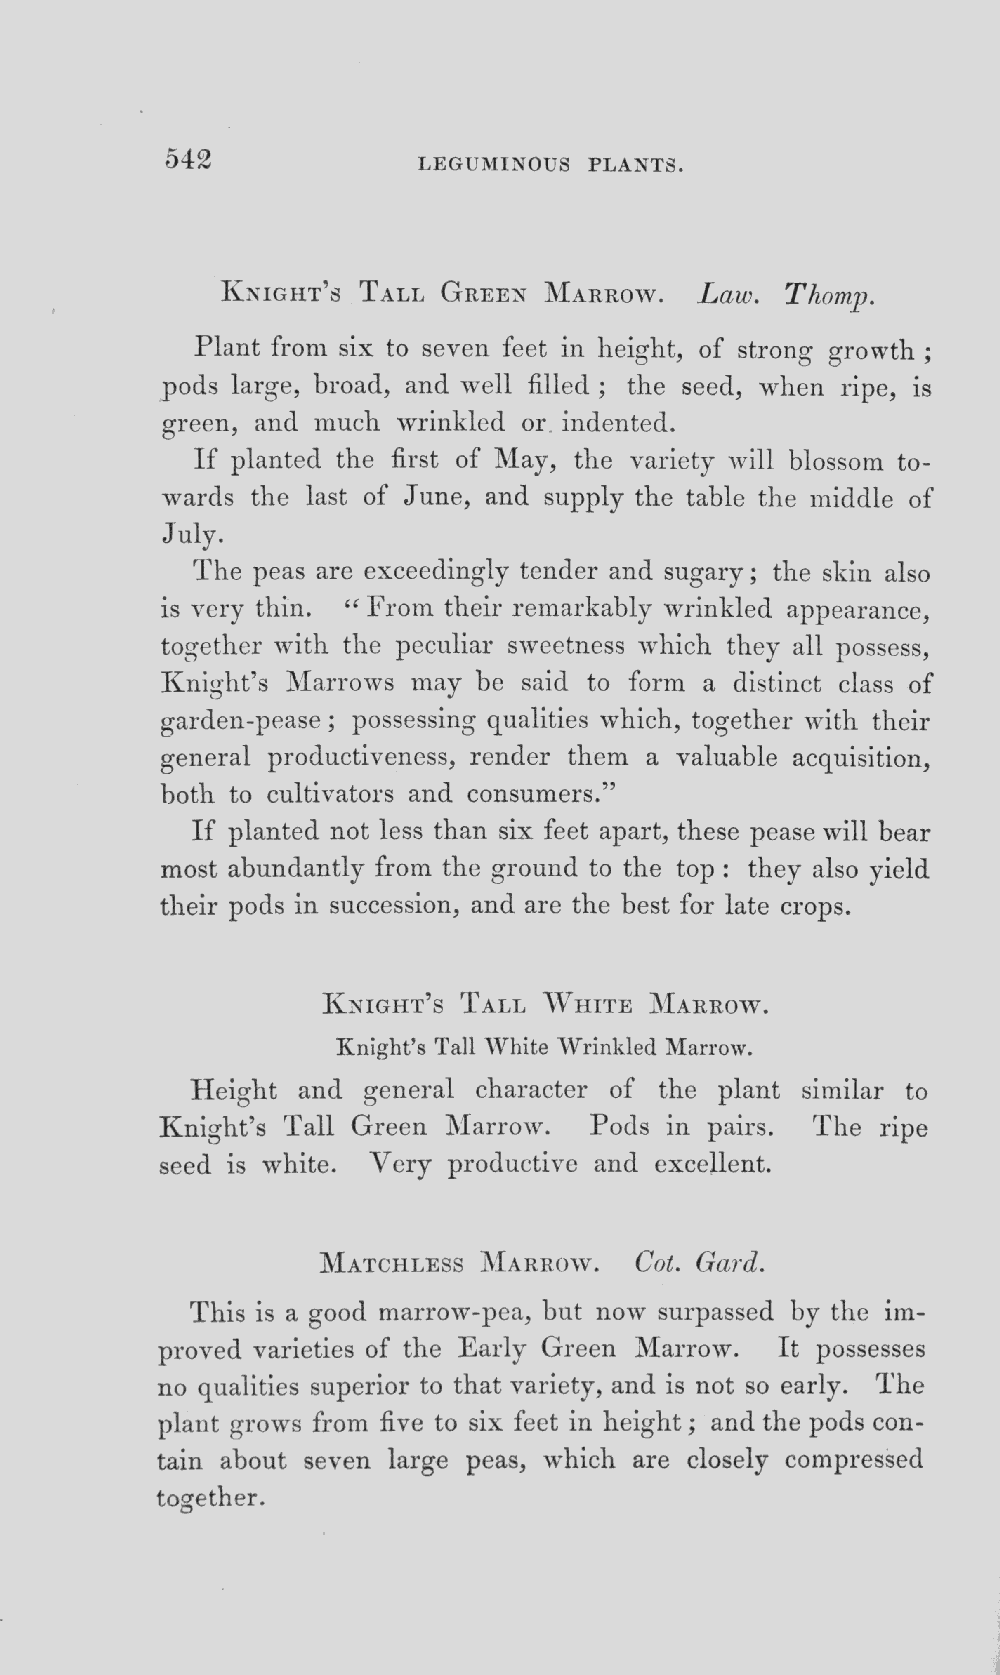 542
LEGUMINOUS PLANTS.
KNIGHT'S TALL GREEN MARROW. Law. Thomp.
Plant from six to seven feet in height, of strong growth ;
pods large, broad, and well filled ; the seed, when ripe, is
green, and much wrinkled or indented.
If planted the first of May, the variety will blossom to-
wards the last of June, and supply the table the middle of
July.
The peas are exceedingly tender and sugary ; the skin also
is very thin. “ From their remarkably wrinkled appearance,
together with the peculiar sweetness which they all possess,
Knight's Marrows may be said to form a distinct class of
garden-pease ; possessing qualities which, together with their
general productiveness, render them a valuable acquisition,
both to cultivators and consumers.”
If planted not less than six feet apart, these pease will bear
most abundantly from the ground to the top : they also yield
their pods in succession, and are the best for late crops.
KNIGHT'S TALL WHITE MARROW.
Knight's Tall White Wrinkled Marrow.
Height and general character of the plant similar to
Knight's Tall Green Marrow. Pods in pairs. The ripe
seed is white. Very productive and excellent.
MATCHLESS MARROW. Cot. Gard.
This is a good marrow-pea, but now surpassed by the im-
proved varieties of the Early Green Marrow. It possesses
no qualities superior to that variety, and is not so early. The
plant grows from five to six feet in height ; and the pods con-
tain about seven large peas, which are closely compressed
together.